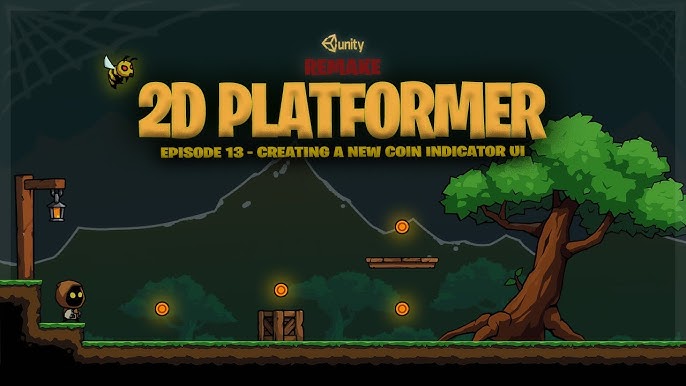 unity
REMAKE
2D PLATFORMER
EPISODE 13 - CREATING A NEW COIN INDICATOR UI